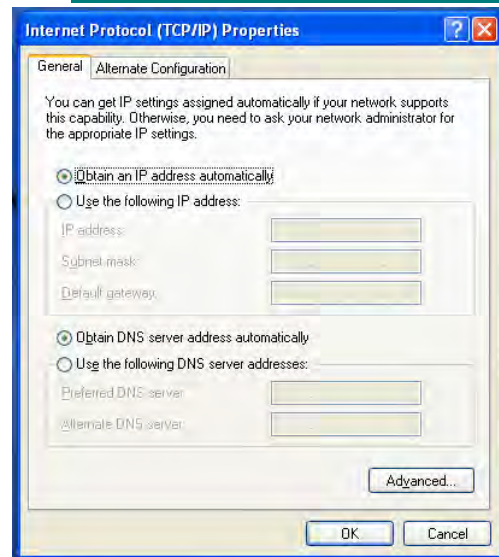 Internet Protocol (TCP/IP) Properties
General
Alternate Configuration
You can get IP settings assigned automatically if your network supports
this capability. Otherwise, you need to ask your network administrator for
the appropriate IP settings.
Obtain an IP address automatically
Use the following IP address:
IP address:
Subnet mask:
Default gateway:
Obtain DNS server address automatically
Use the following DNS server addresses:
Preferred DNS server:
Alternate DNS server:
Advanced...
OK
Cancel